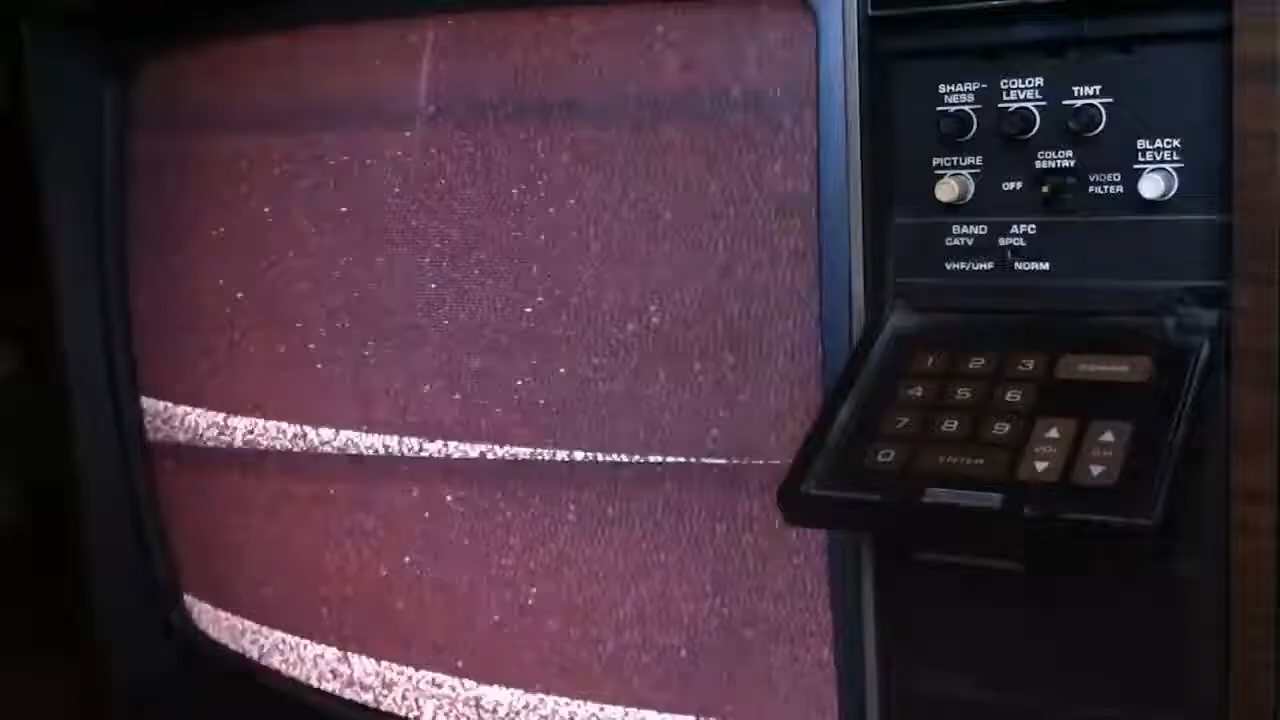 SHARP-
NESS
COLOR
LEVEL
TINT
BLACK
LEVEL
PICTURE
COLOR
SENTRY
OFF
VIDEO
FILTER
BAND
AFC
CATV
SPCL
VHF/UHF
NORM
1 2 3
4 5 6
7 8 9
0 ENTER
VOL